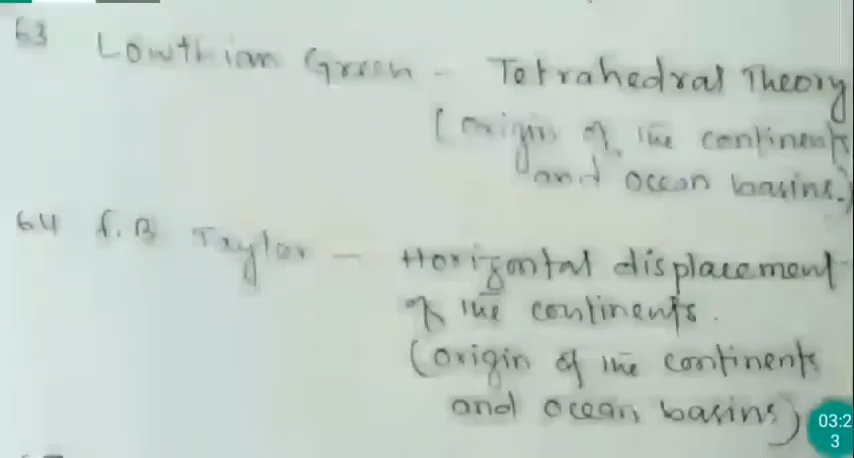 63 Lowthian Green - Tetrahedral Theory
(origin of the continents
and ocean basins.)
64 F.B Taylor - Horizontal displacement
of the continents.
(origin of the continents
and ocean basins)
03:2
3